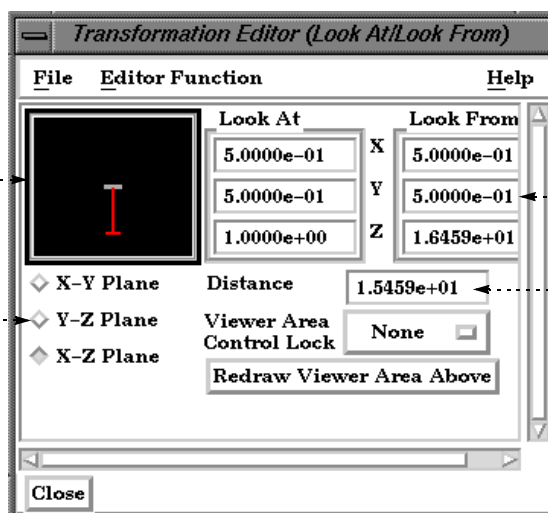 Transformation Editor (Look At/Look From)
File Editor Function Help
Look At Look From
5.0000e-01 X 5.0000e-01
5.0000e-01 Y 5.0000e-01
1.0000e+00 Z 1.6459e+01
X-Y Plane Distance 1.5459e+01
Y-Z Plane Viewer Area Control Lock None
X-Z Plane
Redraw Viewer Area Above
Close